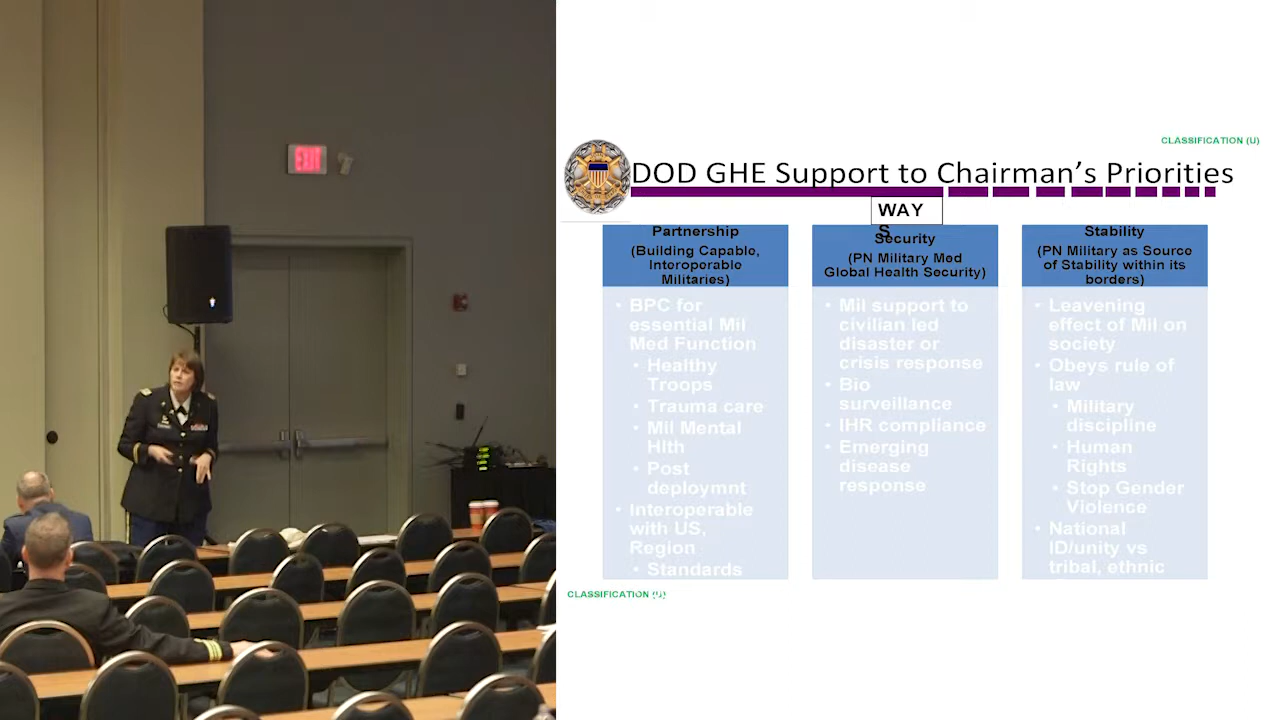 EXIT
CLASSIFICATION (U)
DOD GHE Support to Chairman's Priorities
WAY
S
Partnership
(Building Capable,
Interoperable
Militaries)
• BPC for
essential Mil
Med Function
• Healthy
Troops
• Trauma care
• Mil Mental
Hlth
• Post
deploymnt
• Interoperable
with US,
Region
• Standards
Security
(PN Military Med
Global Health Security)
• Mil support to
civilian led
disaster or
crisis response
• Bio
surveillance
• IHR compliance
• Emerging
disease
response
Stability
(PN Military as Source
of Stability within its
borders)
• Leavening
effect of Mil on
society
• Obeys rule of
law
• Military
discipline
• Human
Rights
• Stop Gender
Violence
• National
ID/unity vs
tribal, ethnic
CLASSIFICATION (U)